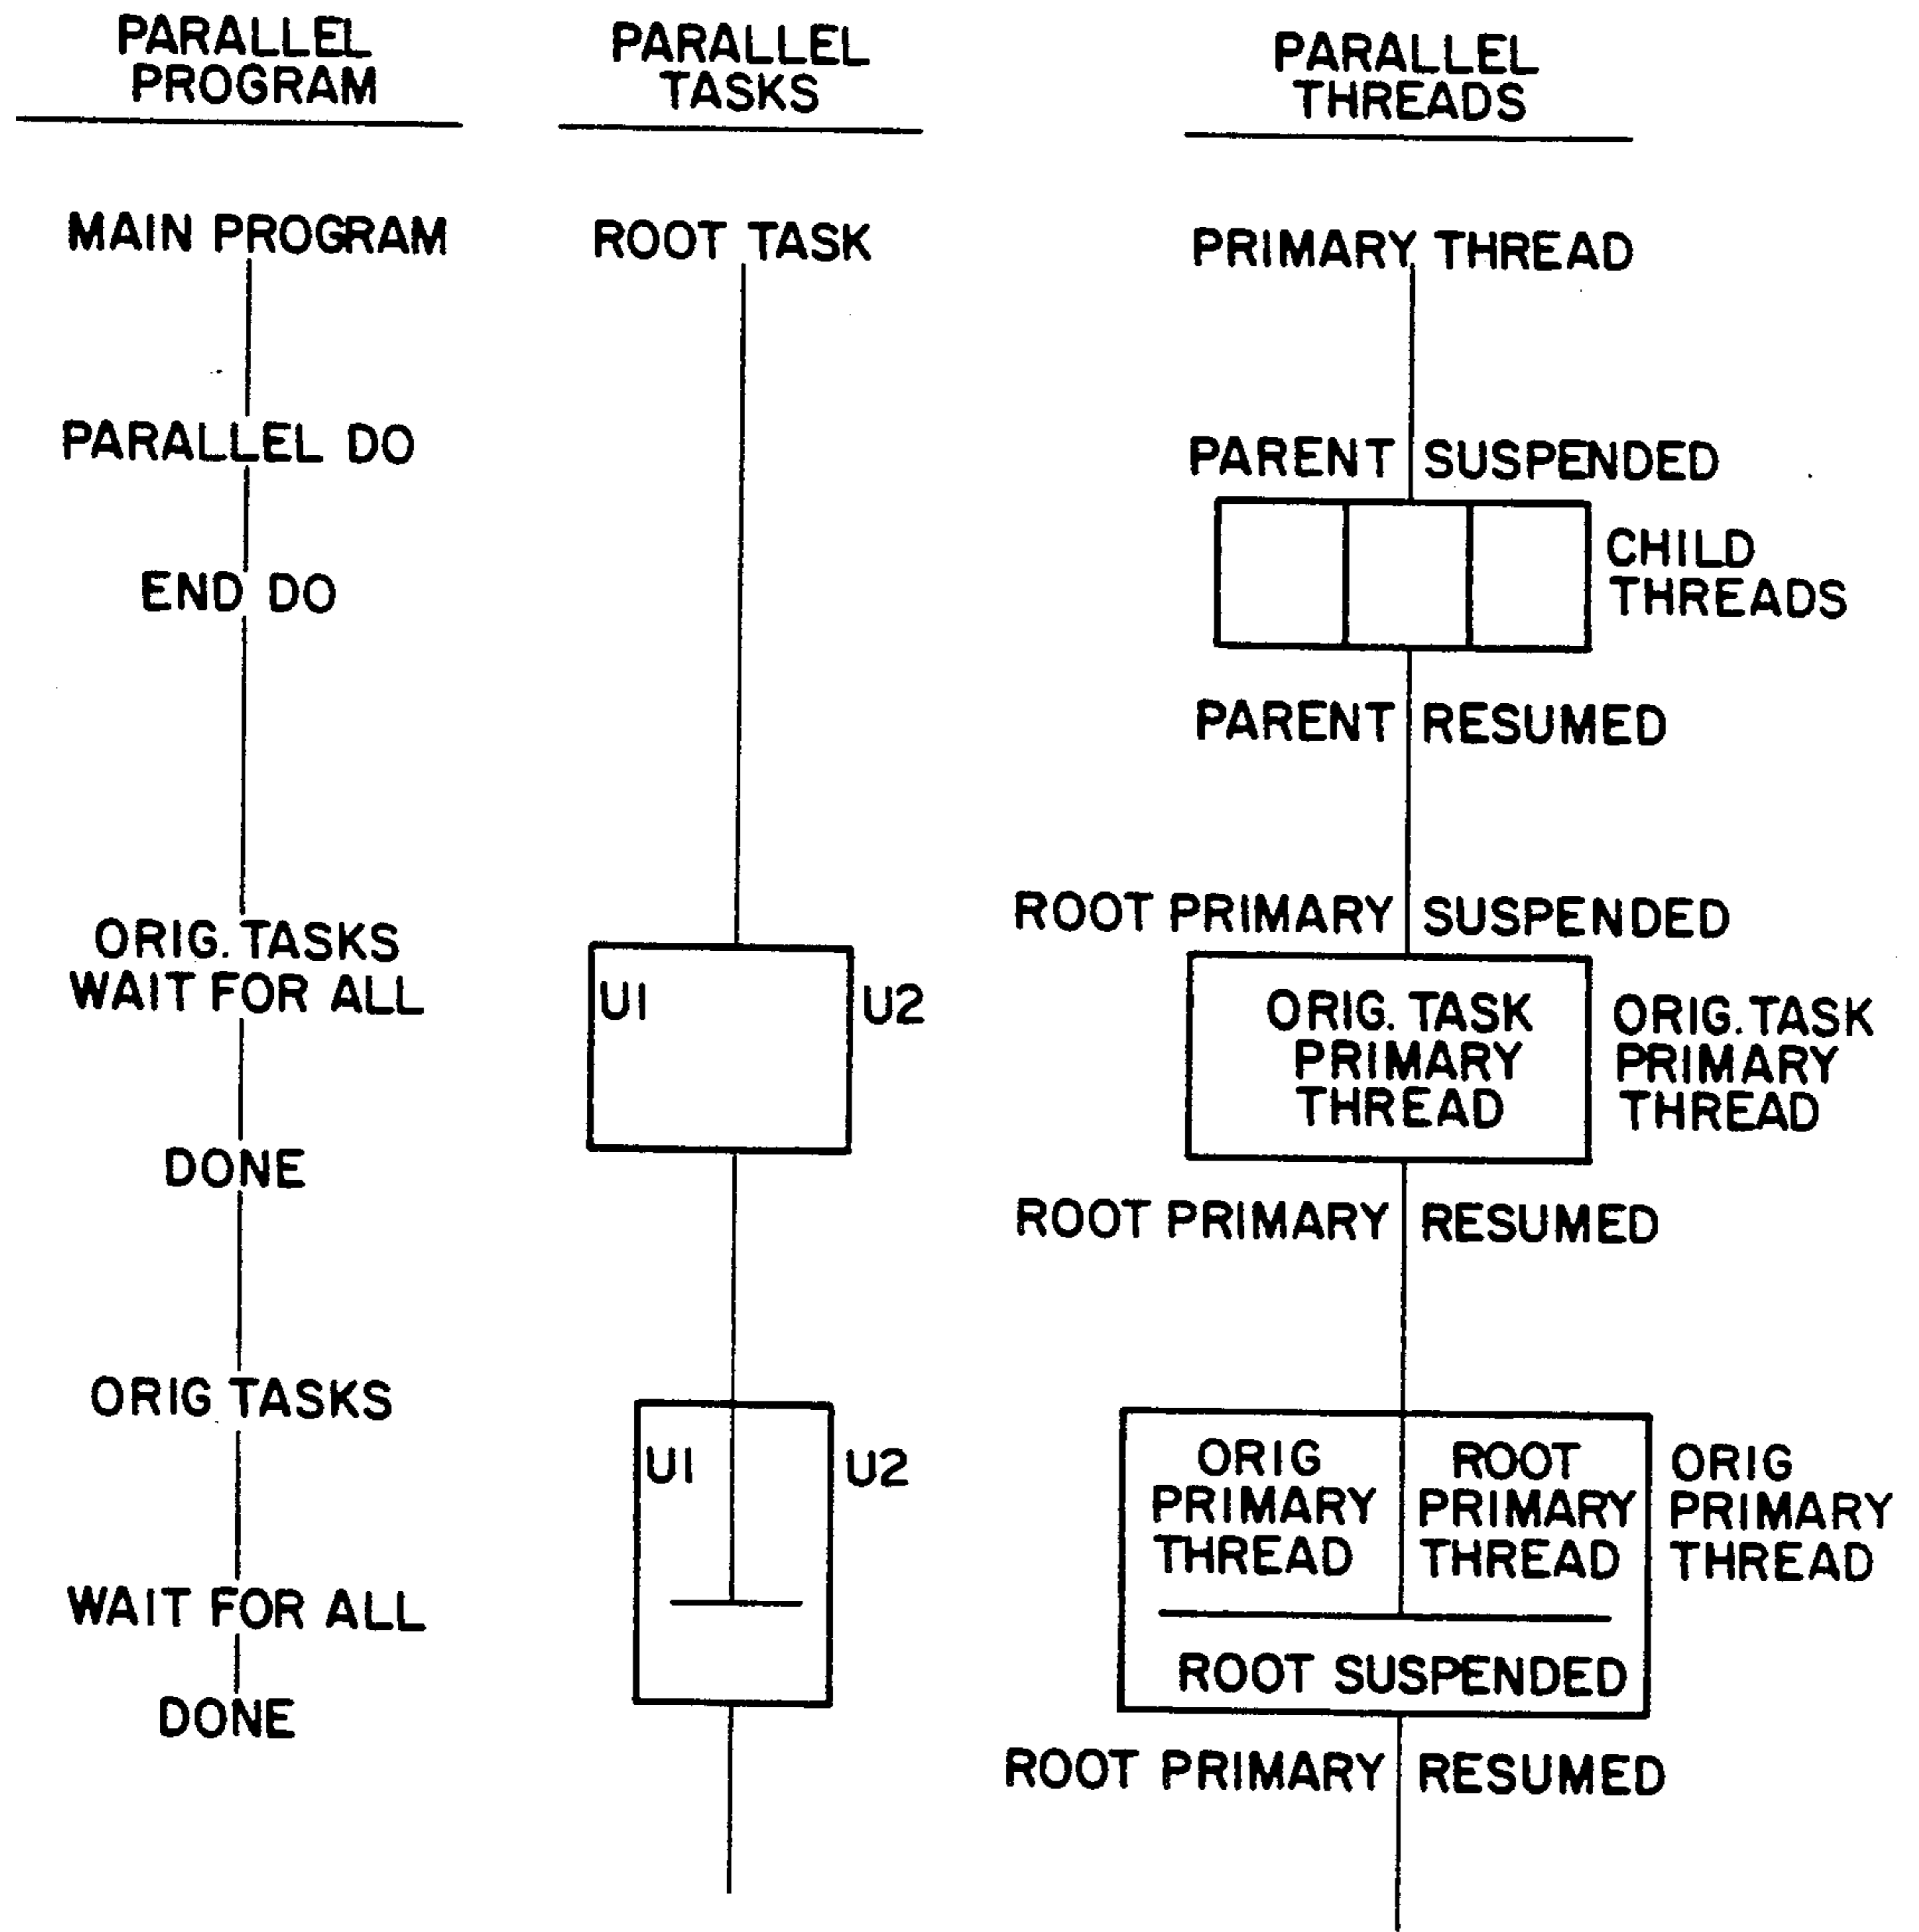 PARALLEL
PROGRAM
PARALLEL
TASKS
PARALLEL
THREADS
MAIN PROGRAM
ROOT TASK
PRIMARY THREAD
PARALLEL DO
PARENT SUSPENDED
END DO
CHILD
THREADS
PARENT RESUMED
ORIG. TASKS
WAIT FOR ALL
ROOT PRIMARY SUSPENDED
U1
U2
ORIG. TASK
PRIMARY
THREAD
ORIG. TASK
PRIMARY
THREAD
DONE
ROOT PRIMARY RESUMED
ORIG TASKS
U1
U2
ORIG
PRIMARY
THREAD
ROOT
PRIMARY
THREAD
ORIG
PRIMARY
THREAD
WAIT FOR ALL
ROOT SUSPENDED
DONE
ROOT PRIMARY RESUMED